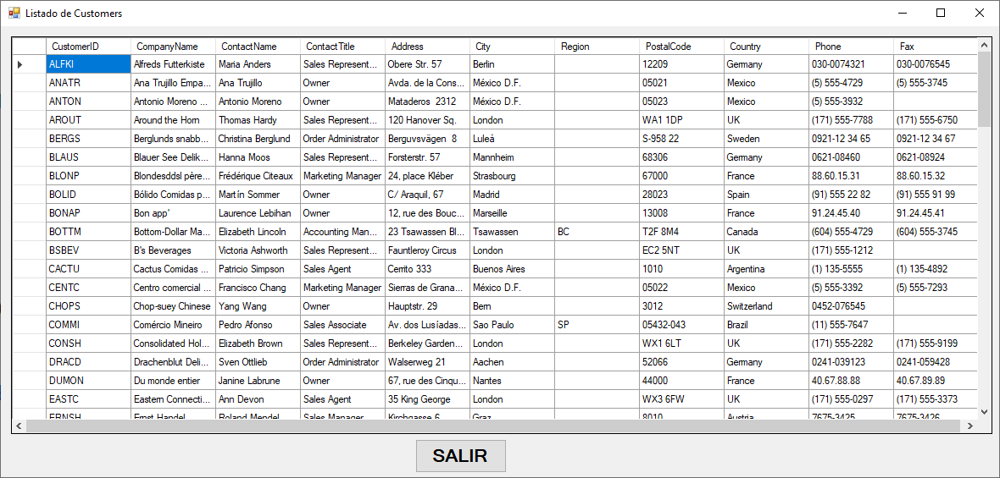 Listado de Customers
CustomerID CompanyName ContactName ContactTitle Address City Region PostalCode Country Phone Fax
ALFKI Alfreds Futterkiste Maria Anders Sales Represent... Obere Str. 57 Berlin 12209 Germany 030-0074321 030-0076545
ANATR Ana Trujillo Empa... Ana Trujillo Owner Avda. de la Cons... México D.F. 05021 Mexico (5) 555-4729 (5) 555-3745
ANTON Antonio Moreno ... Antonio Moreno Owner Mataderos 2312 México D.F. 05023 Mexico (5) 555-3932
AROUT Around the Horn Thomas Hardy Sales Represent... 120 Hanover Sq. London WA1 1DP UK (171) 555-7788 (171) 555-6750
BERGS Berglunds snabb... Christina Berglund Order Administrator Berguvsvägen 8 Luleå S-958 22 Sweden 0921-12 34 65 0921-12 34 67
BLAUS Blauer See Delik... Hanna Moos Sales Represent... Forsterstr. 57 Mannheim 68306 Germany 0621-08460 0621-08924
BLONP Blondesddsl père... Frédérique Citeaux Marketing Manager 24, place Kléber Strasbourg 67000 France 88.60.15.31 88.60.15.32
BOLID Bólido Comidas p... Martín Sommer Owner C/ Araquil, 67 Madrid 28023 Spain (91) 555 22 82 (91) 555 91 99
BONAP Bon app' Laurence Lebihan Owner 12, rue des Bouc... Marseille 13008 France 91.24.45.40 91.24.45.41
BOTTM Bottom-Dollar Ma... Elizabeth Lincoln Accounting Man... 23 Tsawassen Bl... Tsawassen BC T2F 8M4 Canada (604) 555-4729 (604) 555-3745
BSBEV B's Beverages Victoria Ashworth Sales Represent... Fauntleroy Circus London EC2 5NT UK (171) 555-1212
CACTU Cactus Comidas ... Patricio Simpson Sales Agent Cerrito 333 Buenos Aires 1010 Argentina (1) 135-5555 (1) 135-4892
CENTC Centro comercial ... Francisco Chang Marketing Manager Sierras de Grana... México D.F. 05022 Mexico (5) 555-3392 (5) 555-7293
CHOPS Chop-suey Chinese Yang Wang Owner Hauptstr. 29 Bern 3012 Switzerland 0452-076545
COMMI Comércio Mineiro Pedro Afonso Sales Associate Av. dos Lusíadas... Sao Paulo SP 05432-043 Brazil (11) 555-7647
CONSH Consolidated Hol... Elizabeth Brown Sales Represent... Berkeley Garden... London WX1 6LT UK (171) 555-2282 (171) 555-9199
DRACD Drachenblut Deli... Sven Ottlieb Order Administrator Walserweg 21 Aachen 52066 Germany 0241-039123 0241-059428
DUMON Du monde entier Janine Labrune Owner 67, rue des Cinqu... Nantes 44000 France 40.67.88.88 40.67.89.89
EASTC Eastern Connecti... Ann Devon Sales Agent 35 King George London WX3 6FW UK (171) 555-0297 (171) 555-3373
ERNSH Ernst Handel Roland Mendel Sales Manager Kirchgasse 6 Graz 8010 Austria 7675-3425 7675-3426
SALIR